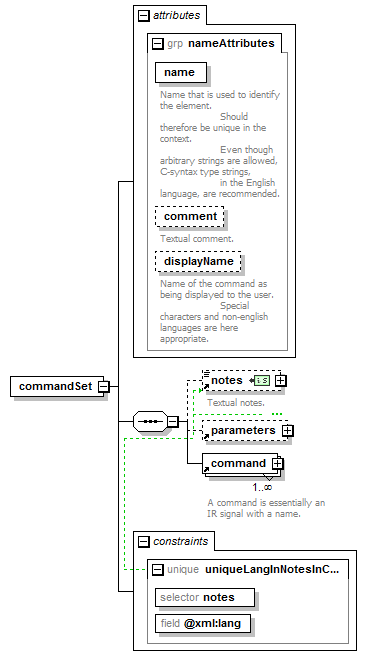 attributes
grp nameAttributes
name
Name that is used to identify
the element.
Should
therefore be unique in the
context.
Even though
arbitrary strings are allowed,
C-syntax type strings,
in the English
language, are recommended.
comment
Textual comment.
displayName
Name of the command as
being displayed to the user.
Special
characters and non-english
languages are here
appropriate.
commandSet
notes
Textual notes.
parameters
command
1..∞
A command is essentially an
IR signal with a name.
constraints
unique uniqueLangInNotesInC...
selector notes
field @xml:lang